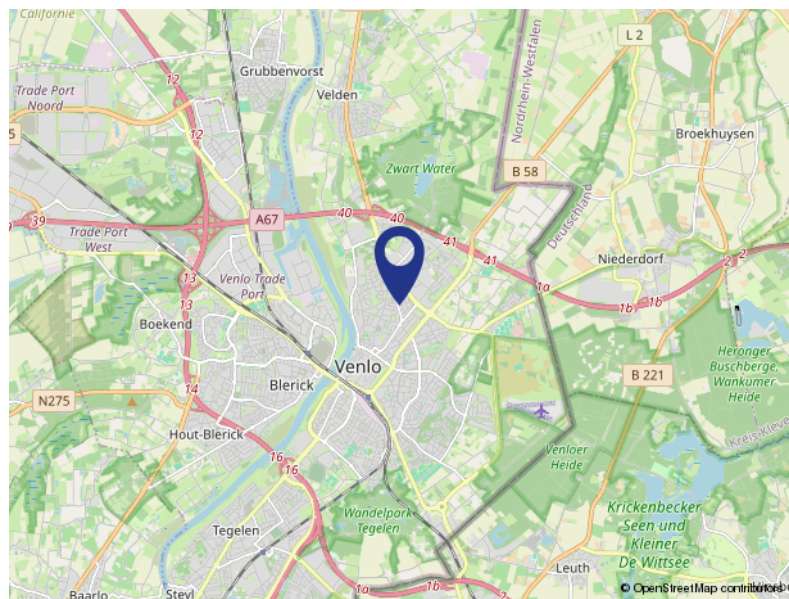 Californie
L 2
Grubbenvorst
12
Trade Port
Noord
Velden
Nordrhein-Westfalen
12
5
Broekhuysen
Zwart Water
B 58
39
A67
40
40
Deutschland
Trade Port
West
41
41
2
2
Niederdorf
13
Venlo Trade
Port
1a
1b
1b
13
Boekend
Heronger
Buschberge,
Wankumer
Heide
Venlo
B 221
Blerick
14
N275
Hout-Blerick
Kreis Kleve
16
16
Venloer
Heide
Krickenbecker
Seen und
Kleiner
De Wittsee
Wandelpark
Tegelen
Tegelen
Leuth
1a
1b
Baarlo
Steyl
© OpenStreetMap contributors